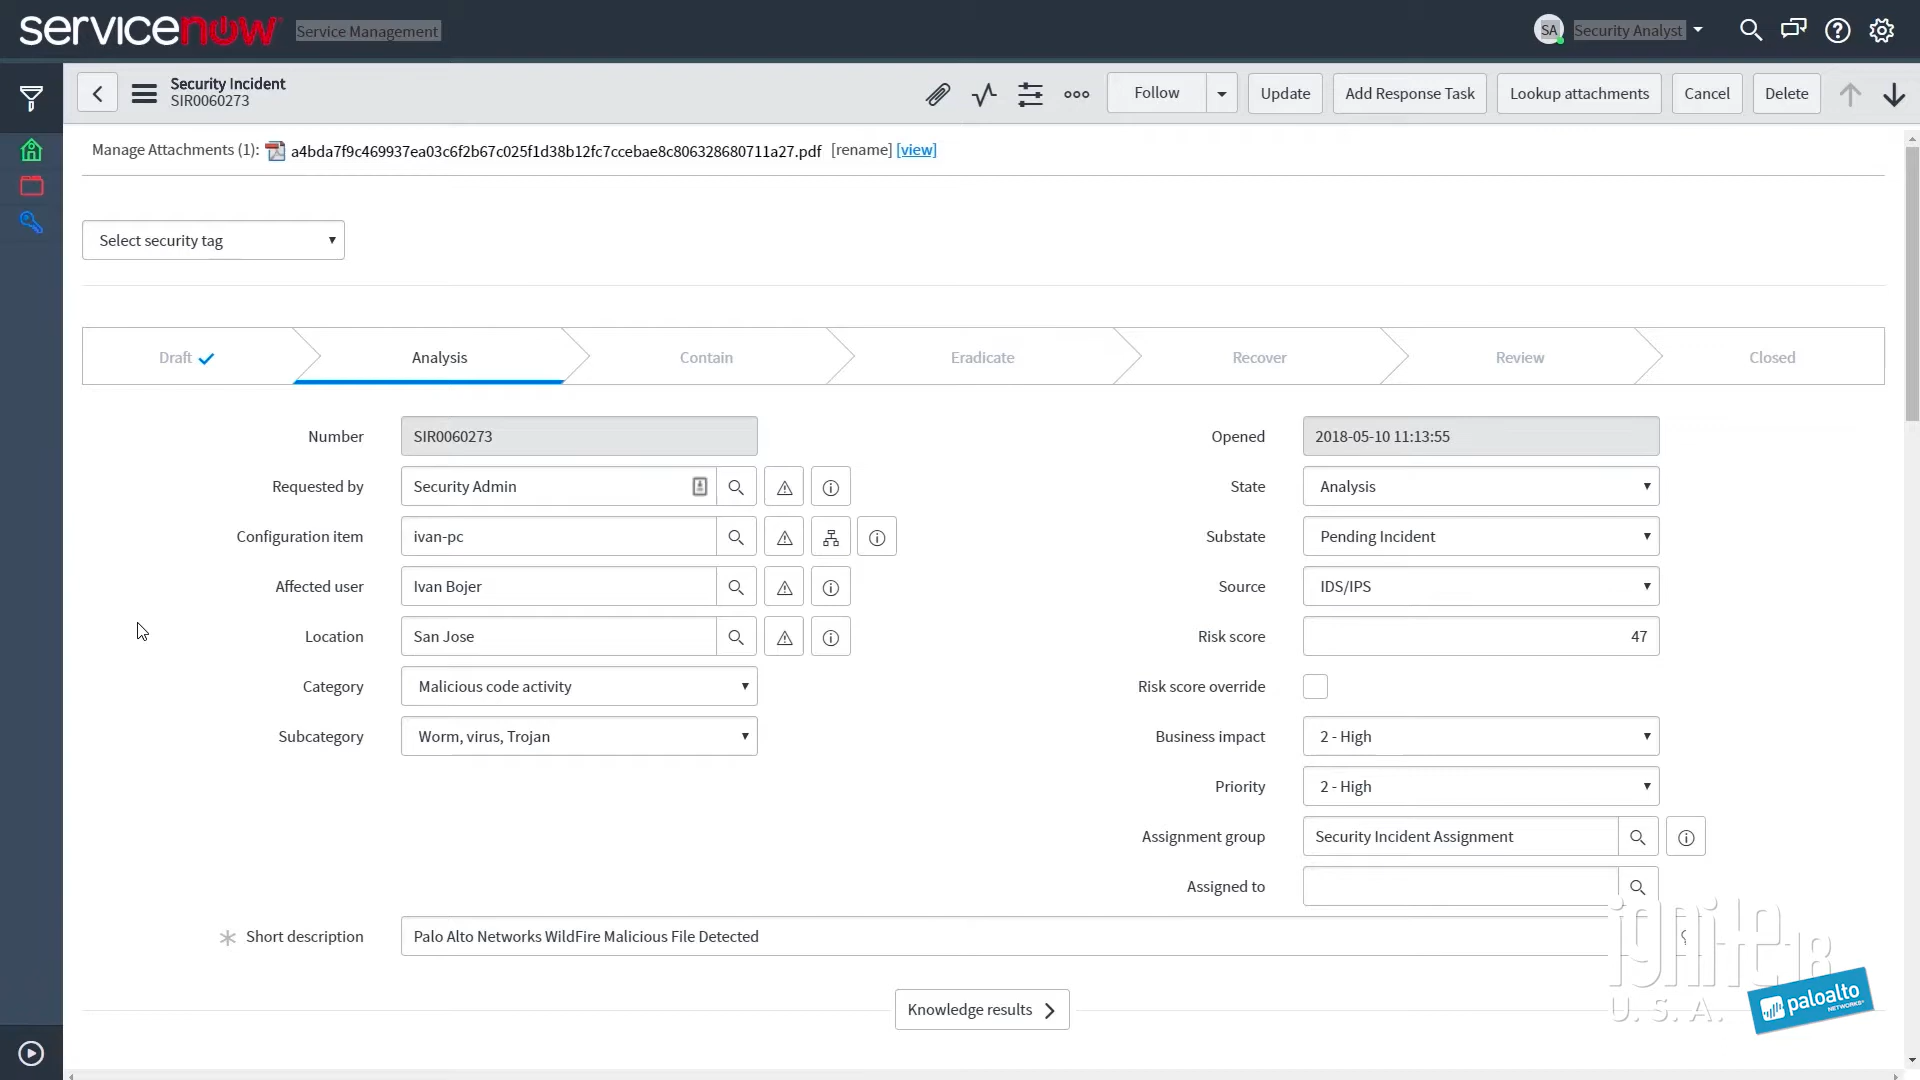 servicenow Service Management
SA Security Analyst
Security Incident
SIR0060273
Follow
Update
Add Response Task
Lookup attachments
Cancel
Delete
Manage Attachments (1): a4bda7f9c469937ea03c6f2b67c025f1d38b12fc7ccebae8c806328680711a27.pdf [rename] [view]
Select security tag
Draft
Analysis
Contain
Eradicate
Recover
Review
Closed
Number SIR0060273
Opened 2018-05-10 11:13:55
Requested by Security Admin
State Analysis
Configuration item ivan-pc
Substate Pending Incident
Affected user Ivan Bojer
Source IDS/IPS
Location San Jose
Risk score 47
Category Malicious code activity
Risk score override
Subcategory Worm, virus, Trojan
Business impact 2 - High
Priority 2 - High
Assignment group Security Incident Assignment
Assigned to
Short description Palo Alto Networks WildFire Malicious File Detected
Knowledge results
ignite18
U.S.A.
paloalto
NETWORKS